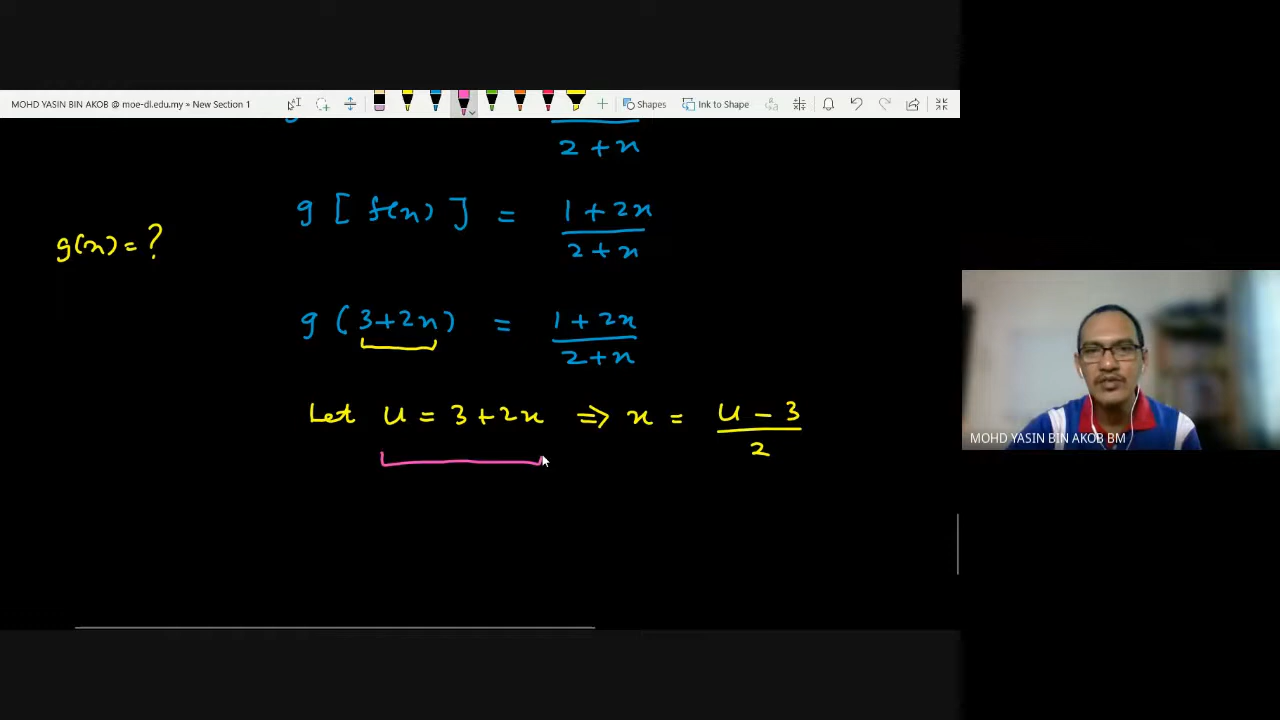 MOHD YASIN BIN AKOB @ moe-dl.edu.my » New Section 1
Shapes
Ink to Shape
2 + x
g [ f(x) ] = (1 + 2x)/(2 + x)
g(x) = ?
g (3+2x) = (1 + 2x)/(2 + x)
Let u = 3 + 2x ⇒ x = (u - 3)/2
MOHD YASIN BIN AKOB BM